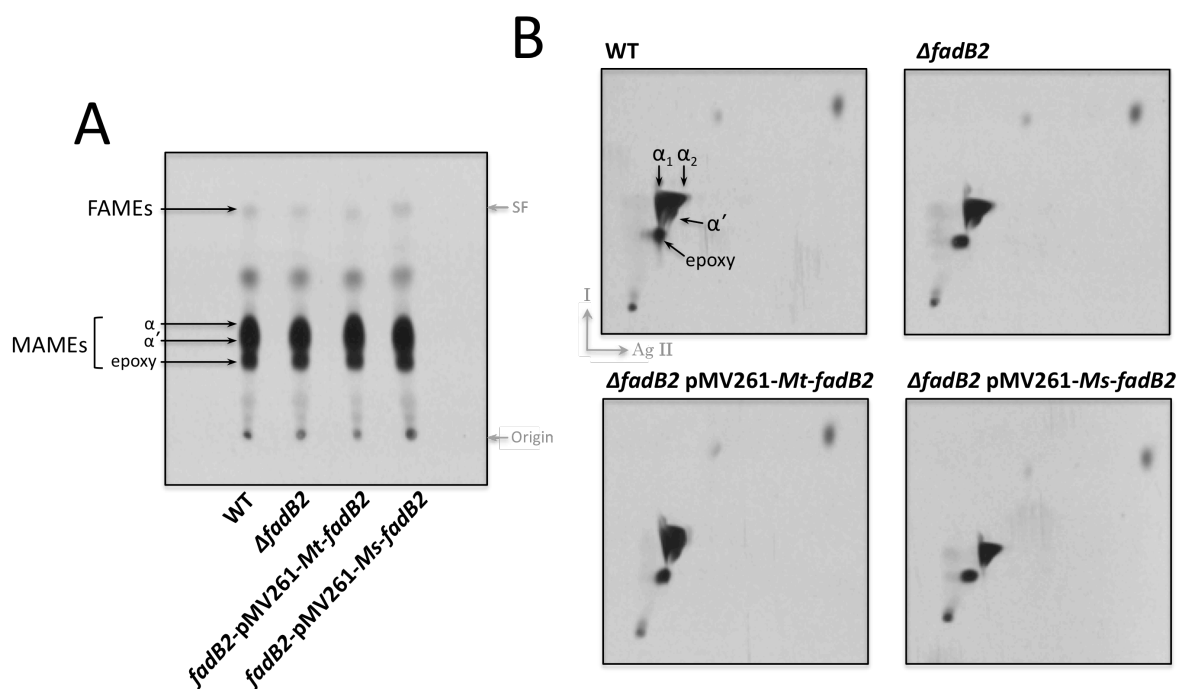 A
FAMEs
SF
MAMEs
α
α′
epoxy
Origin
WT
ΔfadB2
fadB2-pMV261-Mt-fadB2
fadB2-pMV261-Ms-fadB2
B
WT
α1 α2
α′
epoxy
I
Ag II
ΔfadB2
ΔfadB2 pMV261-Mt-fadB2
ΔfadB2 pMV261-Ms-fadB2